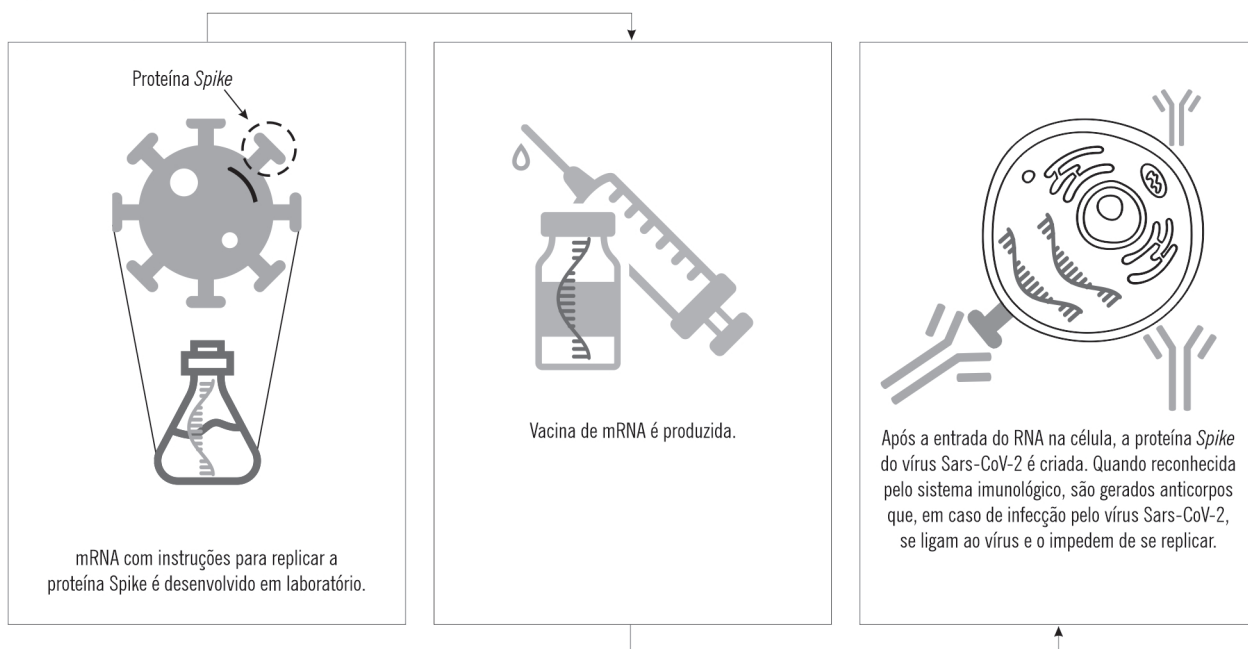 Proteína Spike
mRNA com instruções para replicar a
proteína Spike é desenvolvido em laboratório.
Vacina de mRNA é produzida.
Após a entrada do RNA na célula, a proteína Spike
do vírus Sars-CoV-2 é criada. Quando reconhecida
pelo sistema imunológico, são gerados anticorpos
que, em caso de infecção pelo vírus Sars-CoV-2,
se ligam ao vírus e o impedem de se replicar.